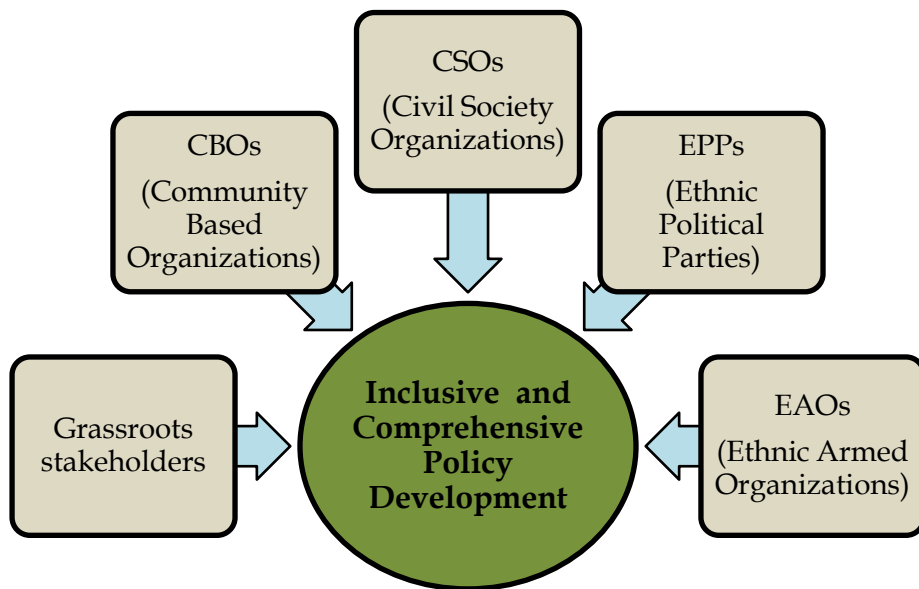 CSOs
(Civil Society
Organizations)
CBOs
(Community
Based
Organizations)
EPPs
(Ethnic
Political
Parties)
Grassroots
stakeholders
Inclusive and
Comprehensive
Policy
Development
EAOs
(Ethnic Armed
Organizations)